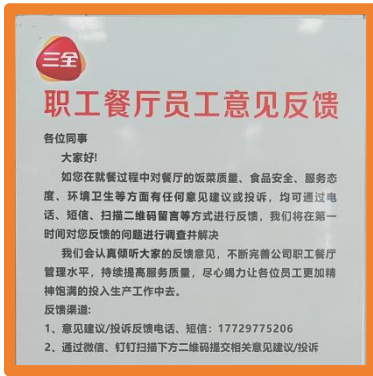 三全
职工餐厅员工意见反馈
各位同事
大家好!
如您在就餐过程中对餐厅的饭菜质量、食品安全、服务态
度、环境卫生等方面有任何意见建议或投诉，均可通过电
话、短信、扫描二维码留言等方式进行反馈，我们将在第一
时间对您反馈的问题进行调查并解决
我们会认真倾听大家的反馈意见，不断完善公司职工餐厅
管理水平，持续提高服务质量，尽心竭力让各位员工更加精
神饱满的投入生产工作中去。
反馈渠道:
1、意见建议/投诉反馈电话、短信：17729775206
2、通过微信、钉钉扫描下方二维码提交相关意见建议/投诉